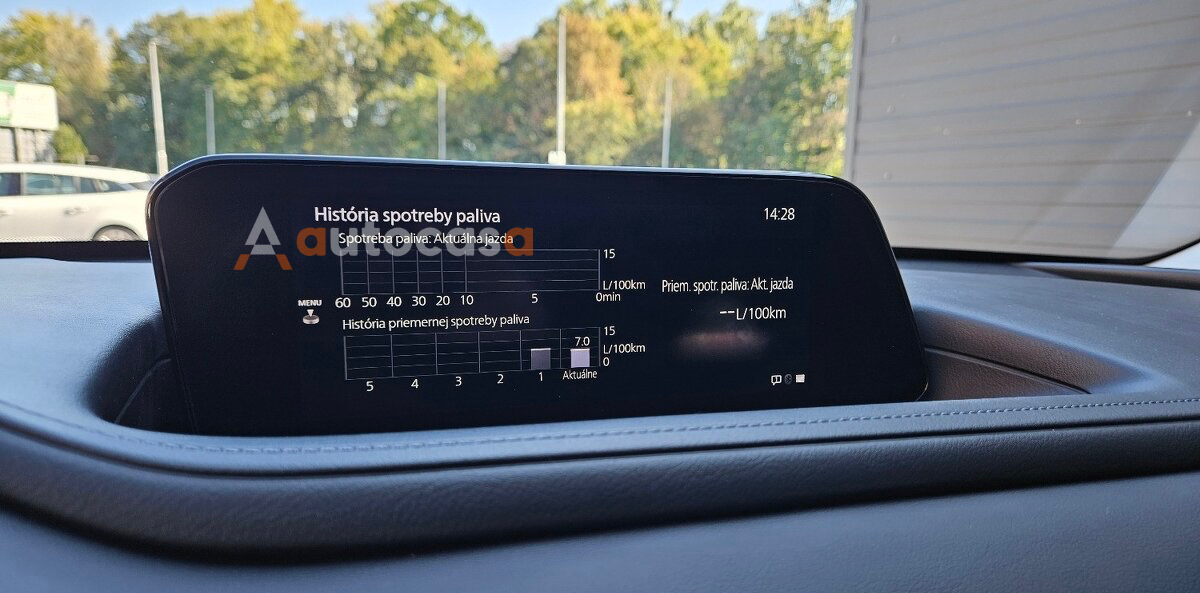 História spotreby paliva
14:28
autocasa
Spotreba paliva: Aktuálna jazda
15
L/100km
60 50 40 30 20 10 5 0min
Priem. spotr. paliva: Akt. jazda
--L/100km
MENU
História priemernej spotreby paliva
15
7.0
L/100km
0
5 4 3 2 1 Aktuálne